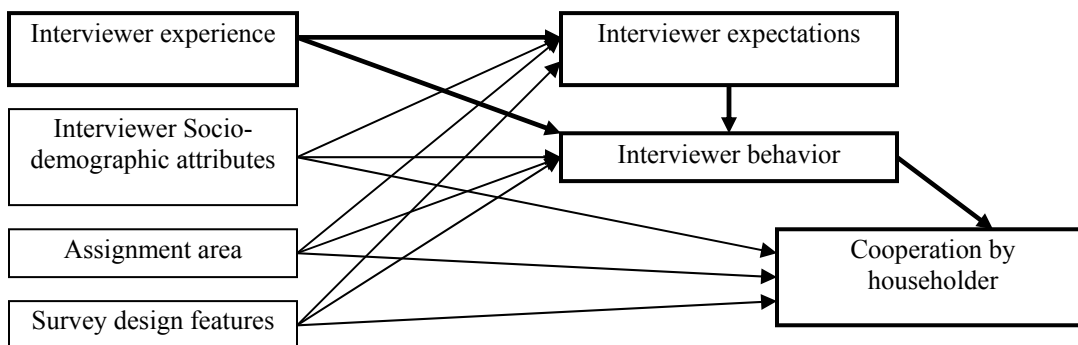 Interviewer experience
Interviewer expectations
Interviewer Socio-
demographic attributes
Interviewer behavior
Assignment area
Cooperation by
householder
Survey design features